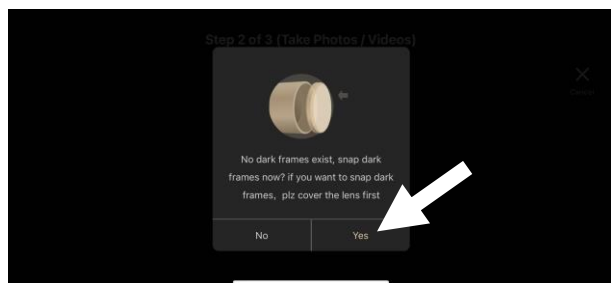 Step 2 of 3 (Take Photos / Videos)
No dark frames exist, snap dark
frames now? if you want to snap dark
frames, plz cover the lens first
No
Yes